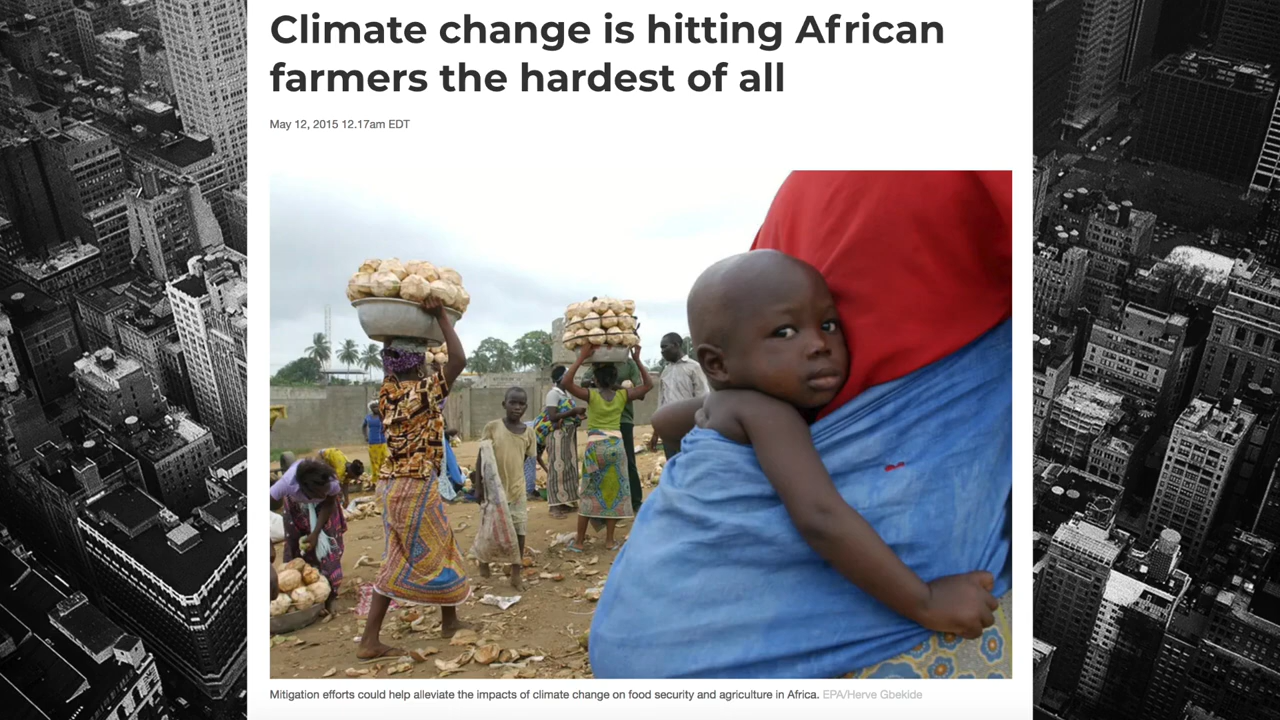 Climate change is hitting African
farmers the hardest of all
May 12, 2015 12.17am EDT
Mitigation efforts could help alleviate the impacts of climate change on food security and agriculture in Africa. EPA/Herve Gbekide